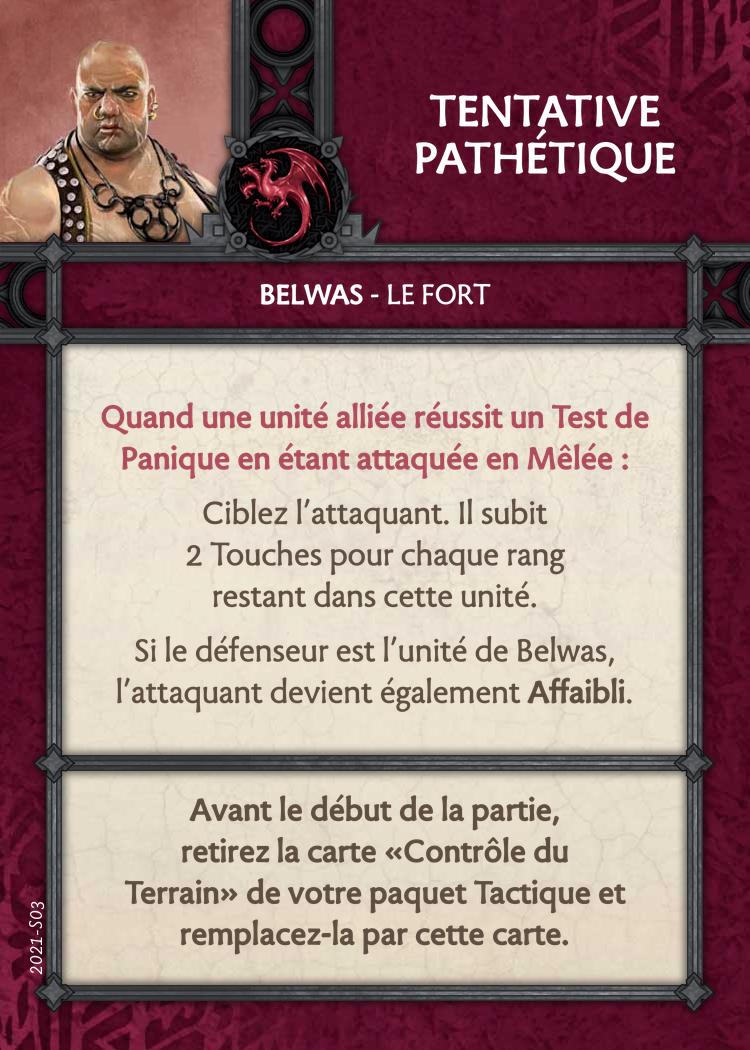 TENTATIVE
PATHÉTIQUE
BELWAS - LE FORT
Quand une unité alliée réussit un Test de
Panique en étant attaquée en Mêlée :
Ciblez l'attaquant. Il subit
2 Touches pour chaque rang
restant dans cette unité.
Si le défenseur est l'unité de Belwas,
l'attaquant devient également Affaibli.
Avant le début de la partie,
retirez la carte «Contrôle du
Terrain» de votre paquet Tactique et
remplacez-la par cette carte.
2021-S03